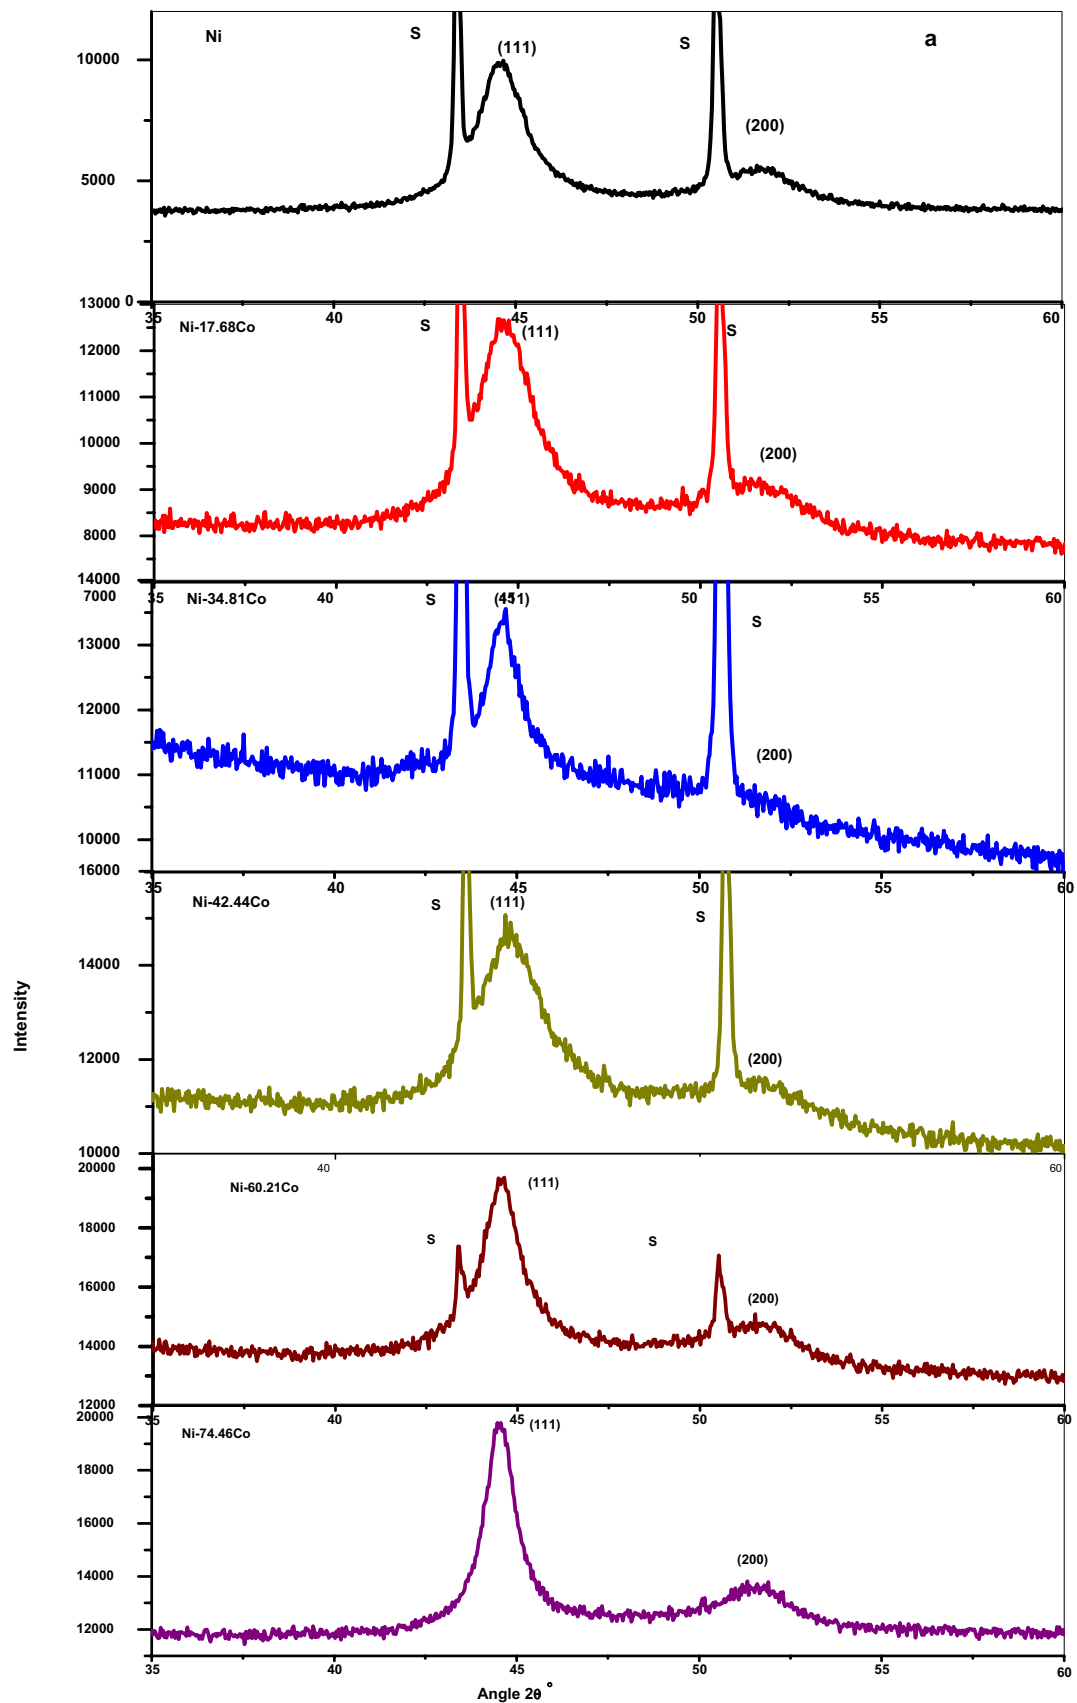 Ni S (111) S a
10000
(200)
5000
0
35 40 45 50 55 60
13000
Ni-17.68Co S (111) S
12000
11000
10000
(200)
9000
8000
14000
35 40 45 50 55 60
7000
Ni-34.81Co S (111) S
13000
12000
(200)
11000
10000
16000
35 40 45 50 55 60
Ni-42.44Co S (111) S
14000
12000
(200)
10000
40 60
20000
Ni-60.21Co (111)
18000
S S
16000
(200)
14000
12000
35 40 45 50 55 60
20000
Ni-74.46Co (111)
18000
16000
14000
(200)
12000
35 40 45 50 55 60
Intensity
Angle 2θ °